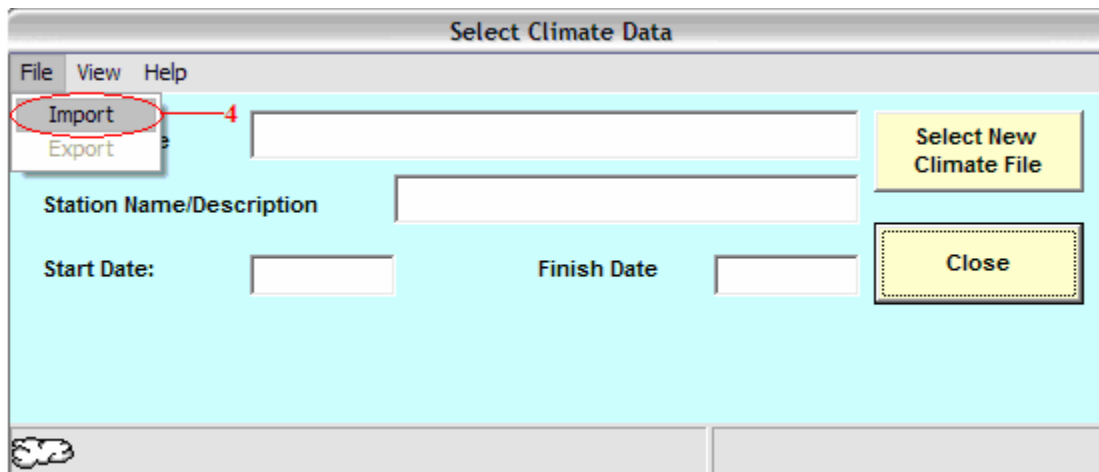 Select Climate Data
File View Help
Import 4
Export
Select New
Climate File
Station Name/Description
Start Date:
Finish Date
Close